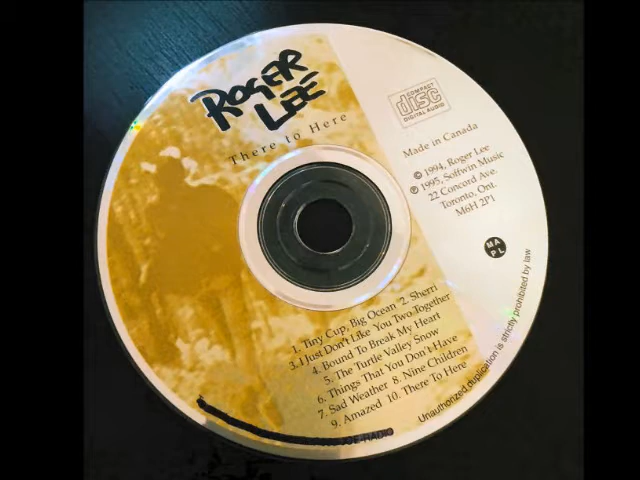 ROGER
LEE
There to Here
COMPACT
disc
DIGITAL AUDIO
Made in Canada
© 1994, Roger Lee
℗ 1995, Solfwin Music
22 Concord Ave.
Toronto, Ont.
M6H 2P1
MA
PL
1. Tiny Cup, Big Ocean 2. Sherri
3. I Just Don't Like You Two Together
4. Bound To Break My Heart
5. The Turtle Valley Snow
6. Things That You Don't Have
7. Sad Weather 8. Nine Children
9. Amazed 10. There To Here
Unauthorized duplication is strictly prohibited by law